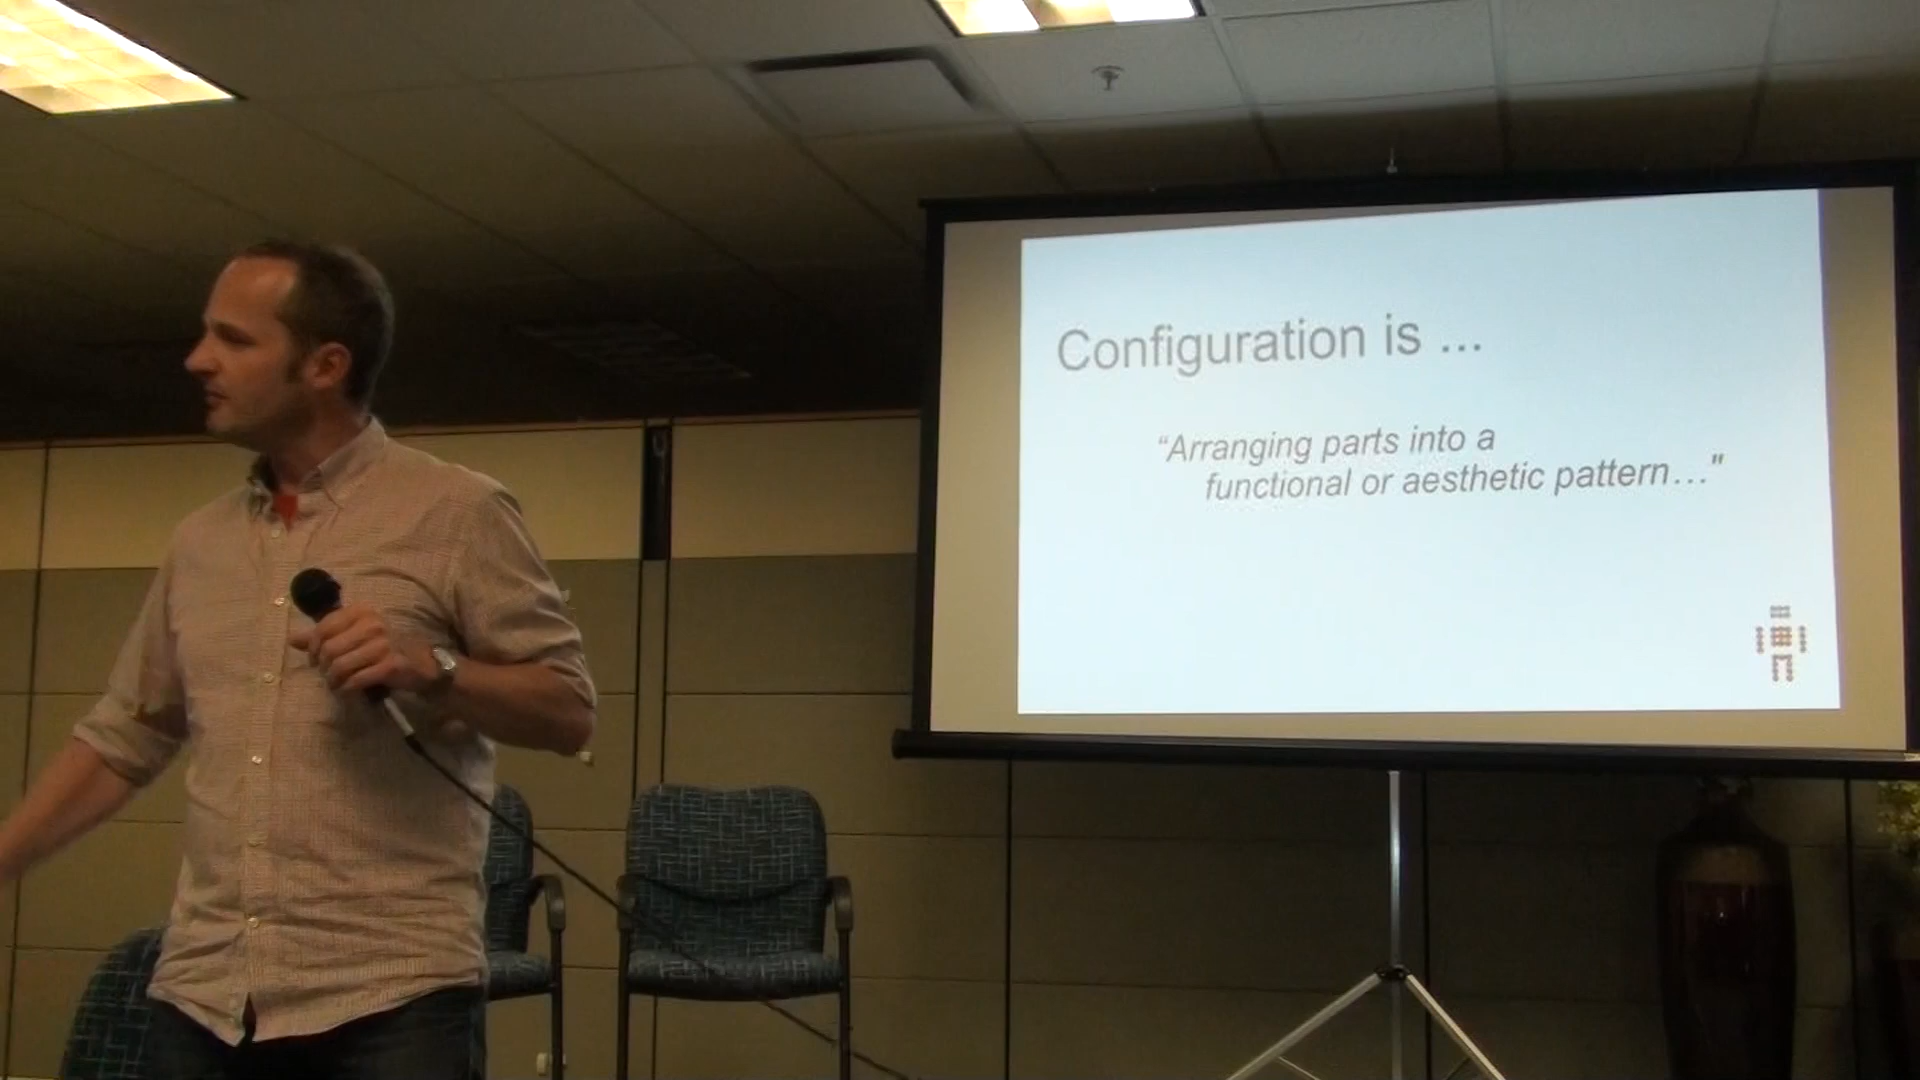 Configuration is ...
“Arranging parts into a
functional or aesthetic pattern…"